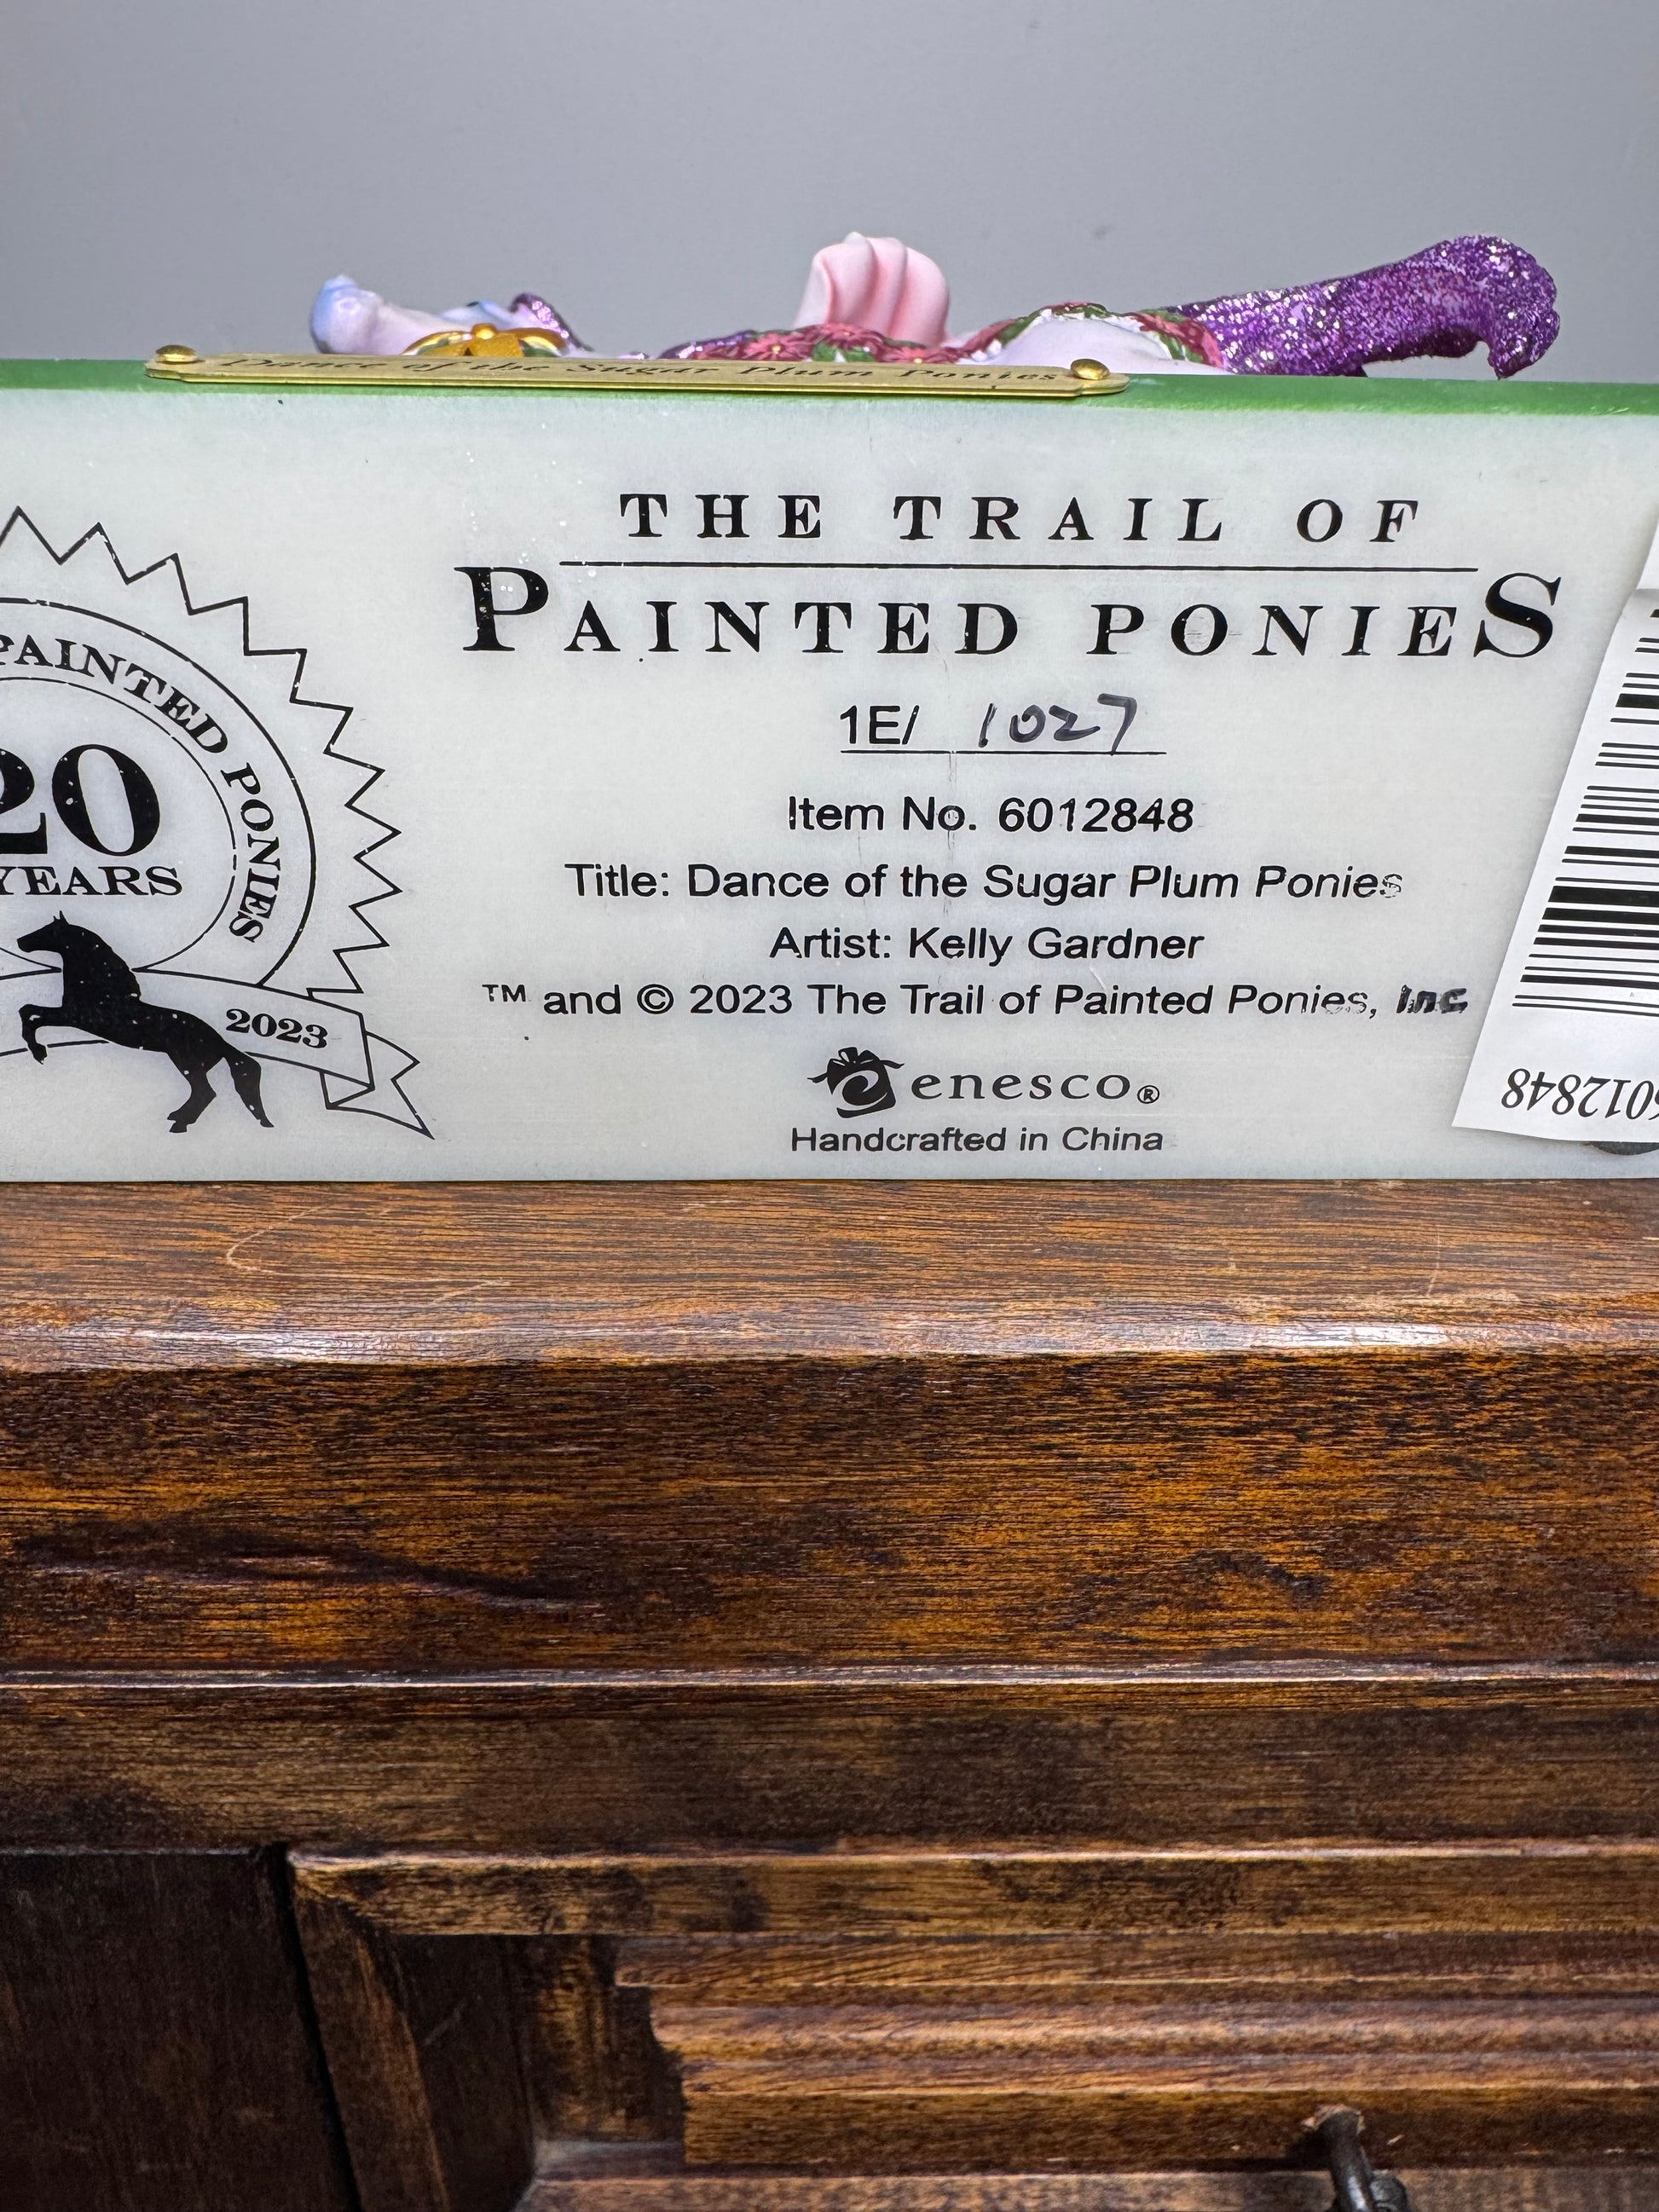 Dance of the Sugar Plum Ponies
THE TRAIL OF
PAINTED PONIES
1E/ 1027
Item No. 6012848
Title: Dance of the Sugar Plum Ponies
Artist: Kelly Gardner
™ and © 2023 The Trail of Painted Ponies, Inc
enesco®
Handcrafted in China
PAINTED PONIES
20
YEARS
2023
6012848